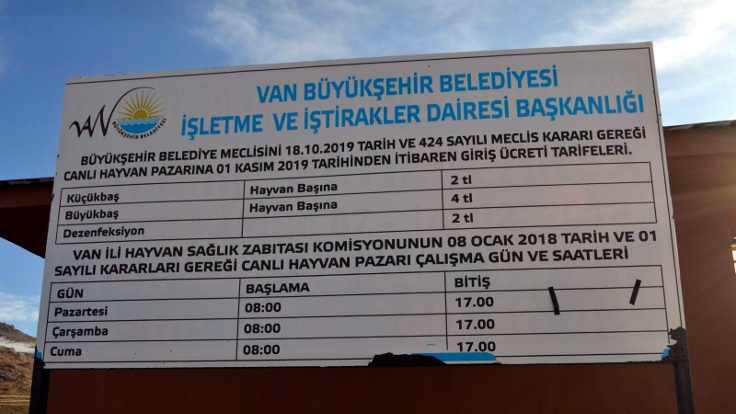 VAN BÜYÜKŞEHİR BELEDİYESİ
İŞLETME VE İŞTİRAKLER DAİRESİ BAŞKANLIĞI
VAN
BÜYÜKŞEHİR BELEDİYESİ
BÜYÜKŞEHİR BELEDİYE MECLİSİNİ 18.10.2019 TARİH VE 424 SAYILI MECLİS KARARI GEREĞİ
CANLI HAYVAN PAZARINA 01 KASIM 2019 TARİHİNDEN İTİBAREN GİRİŞ ÜCRETİ TARİFELERİ.
Küçükbaş Hayvan Başına 2 tl
Büyükbaş Hayvan Başına 4 tl
Dezenfeksiyon 2 tl
VAN İLİ HAYVAN SAĞLIK ZABITASI KOMİSYONUNUN 08 OCAK 2018 TARİH VE 01
SAYILI KARARLARI GEREĞİ CANLI HAYVAN PAZARI ÇALIŞMA GÜN VE SAATLERİ
GÜN BAŞLAMA BİTİŞ
Pazartesi 08:00 17.00
Çarşamba 08:00 17.00
Cuma 08:00 17.00